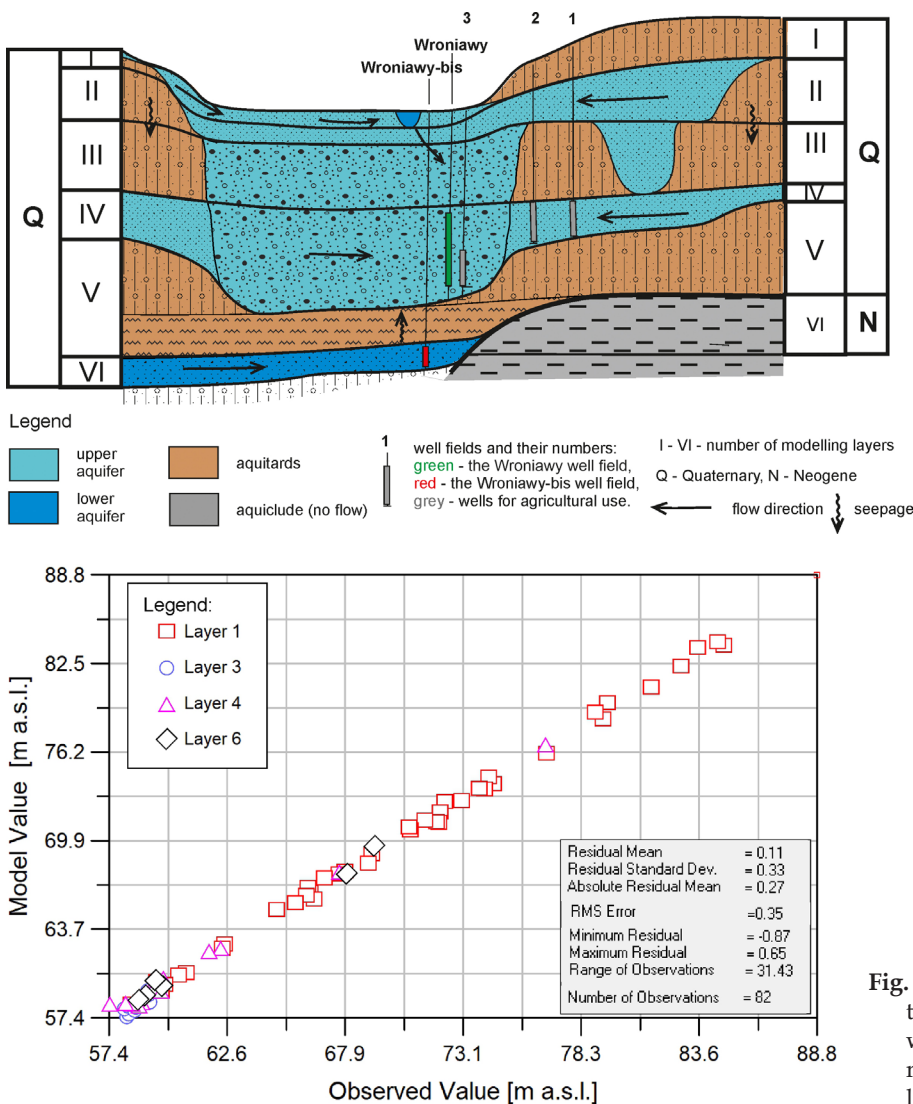 3 2 1
Wroniawy
Wroniawy-bis
I
II
III
IV
V
VI
Q
I
II
III
IV
V
VI
Q
N
Legend
upper
aquifer
lower
aquifer
aquitards
aquiclude (no flow)
1
well fields and their numbers:
green - the Wroniawy well field,
red - the Wroniawy-bis well field,
grey - wells for agricultural use.
I - VI - number of modelling layers
Q - Quaternary, N - Neogene
flow direction
seepage
88.8
82.5
76.2
69.9
63.7
57.4
Model Value [m a.s.l.]
Legend:
Layer 1
Layer 3
Layer 4
Layer 6
Residual Mean = 0.11
Residual Standard Dev. = 0.33
Absolute Residual Mean = 0.27
RMS Error =0.35
Minimum Residual = -0.87
Maximum Residual = 0.65
Range of Observations = 31.43
Number of Observations = 82
57.4 62.6 67.9 73.1 78.3 83.6 88.8
Observed Value [m a.s.l.]
Fig.
t
w
r
l